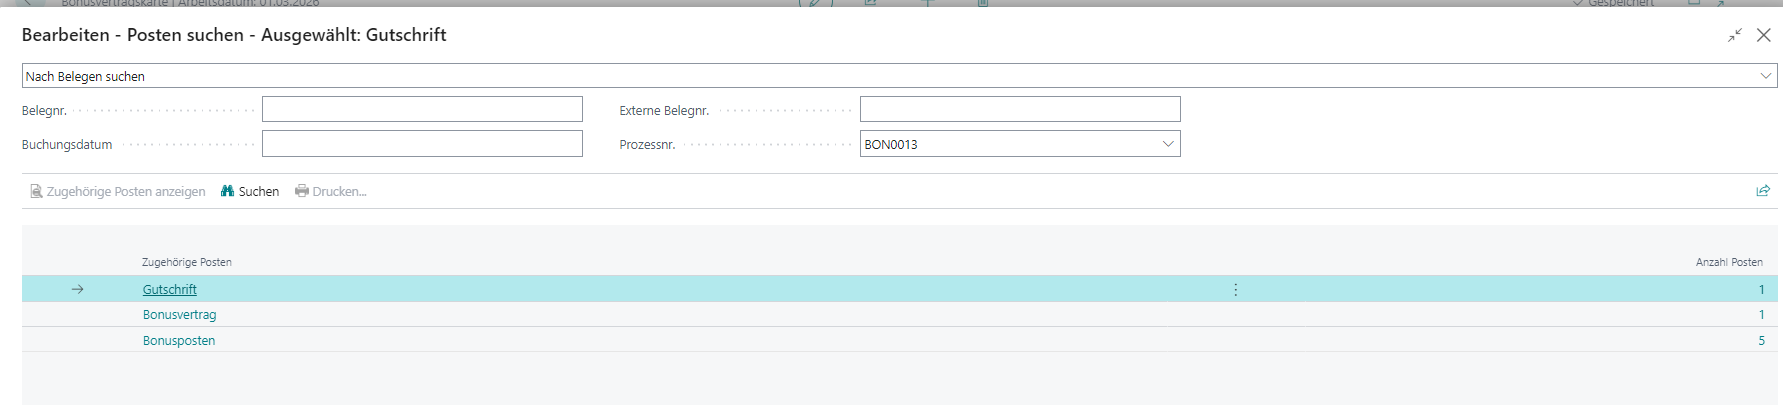 Bonusvertragskarte | Arbeitsdatum: 01.03.2026
Gespeichert
Bearbeiten - Posten suchen - Ausgewählt: Gutschrift
Nach Belegen suchen
Belegnr.
Externe Belegnr.
Buchungsdatum
Prozessnr.
BON0013
Zugehörige Posten anzeigen
Suchen
Drucken...
Zugehörige Posten
Anzahl Posten
Gutschrift
1
Bonusvertrag
1
Bonusposten
5